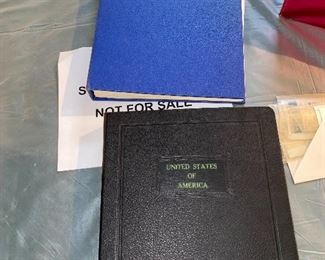 S
NOT FOR SALE
UNITED STATES
OF
AMERICA